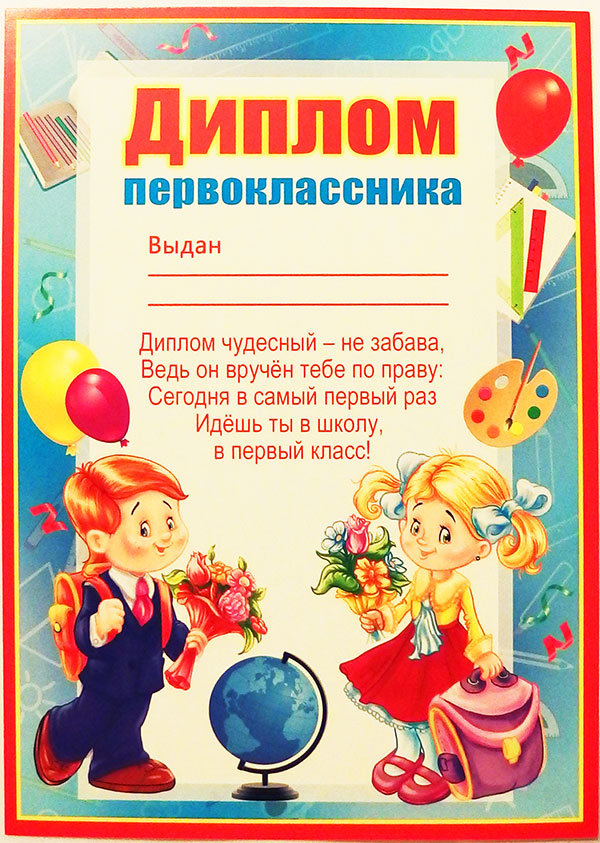 Диплом
первоклассника
Выдан
Диплом чудесный – не забава,
Ведь он вручён тебе по праву:
Сегодня в самый первый раз
Идёшь ты в школу,
в первый класс!